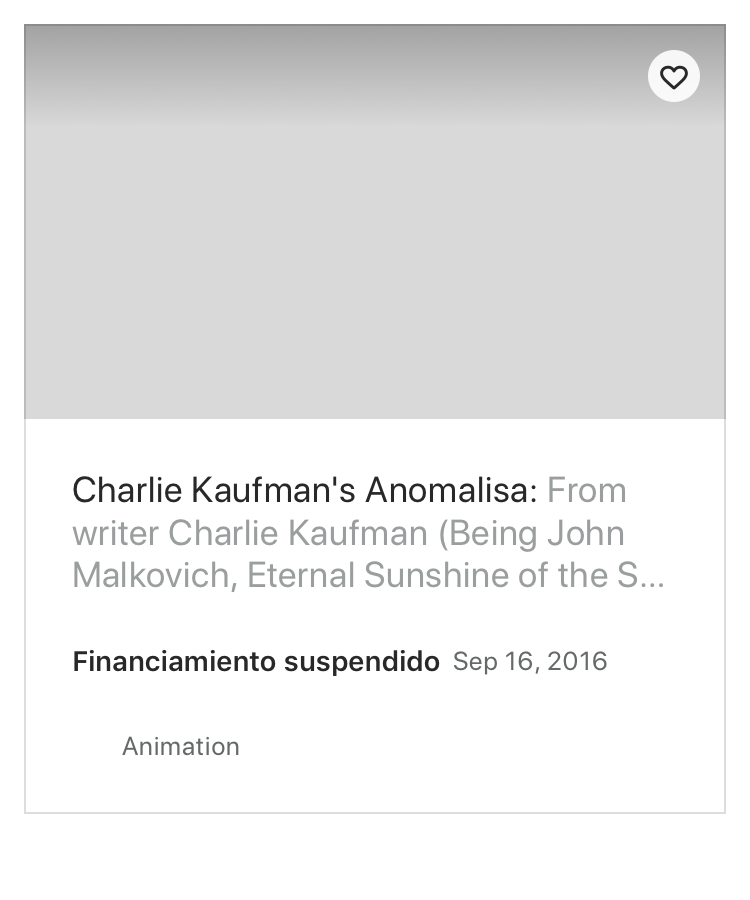 Charlie Kaufman's Anomalisa: From
writer Charlie Kaufman (Being John
Malkovich, Eternal Sunshine of the S...
Financiamiento suspendido Sep 16, 2016
Animation